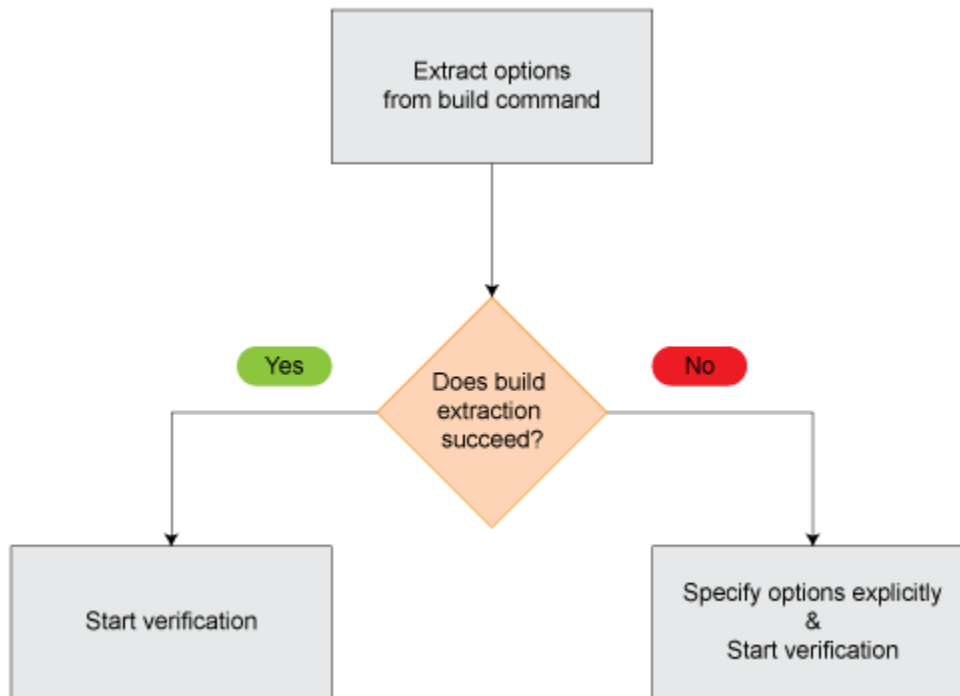 Extract options
from build command
Yes
No
Does build
extraction
succeed?
Start verification
Specify options explicitly
&
Start verification